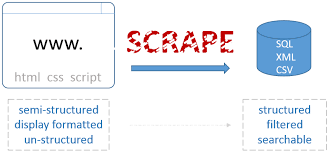 www.
html css script
SCRAPE
SQL
XML
CSV
semi-structured
display formatted
un-structured
structured
filtered
searchable